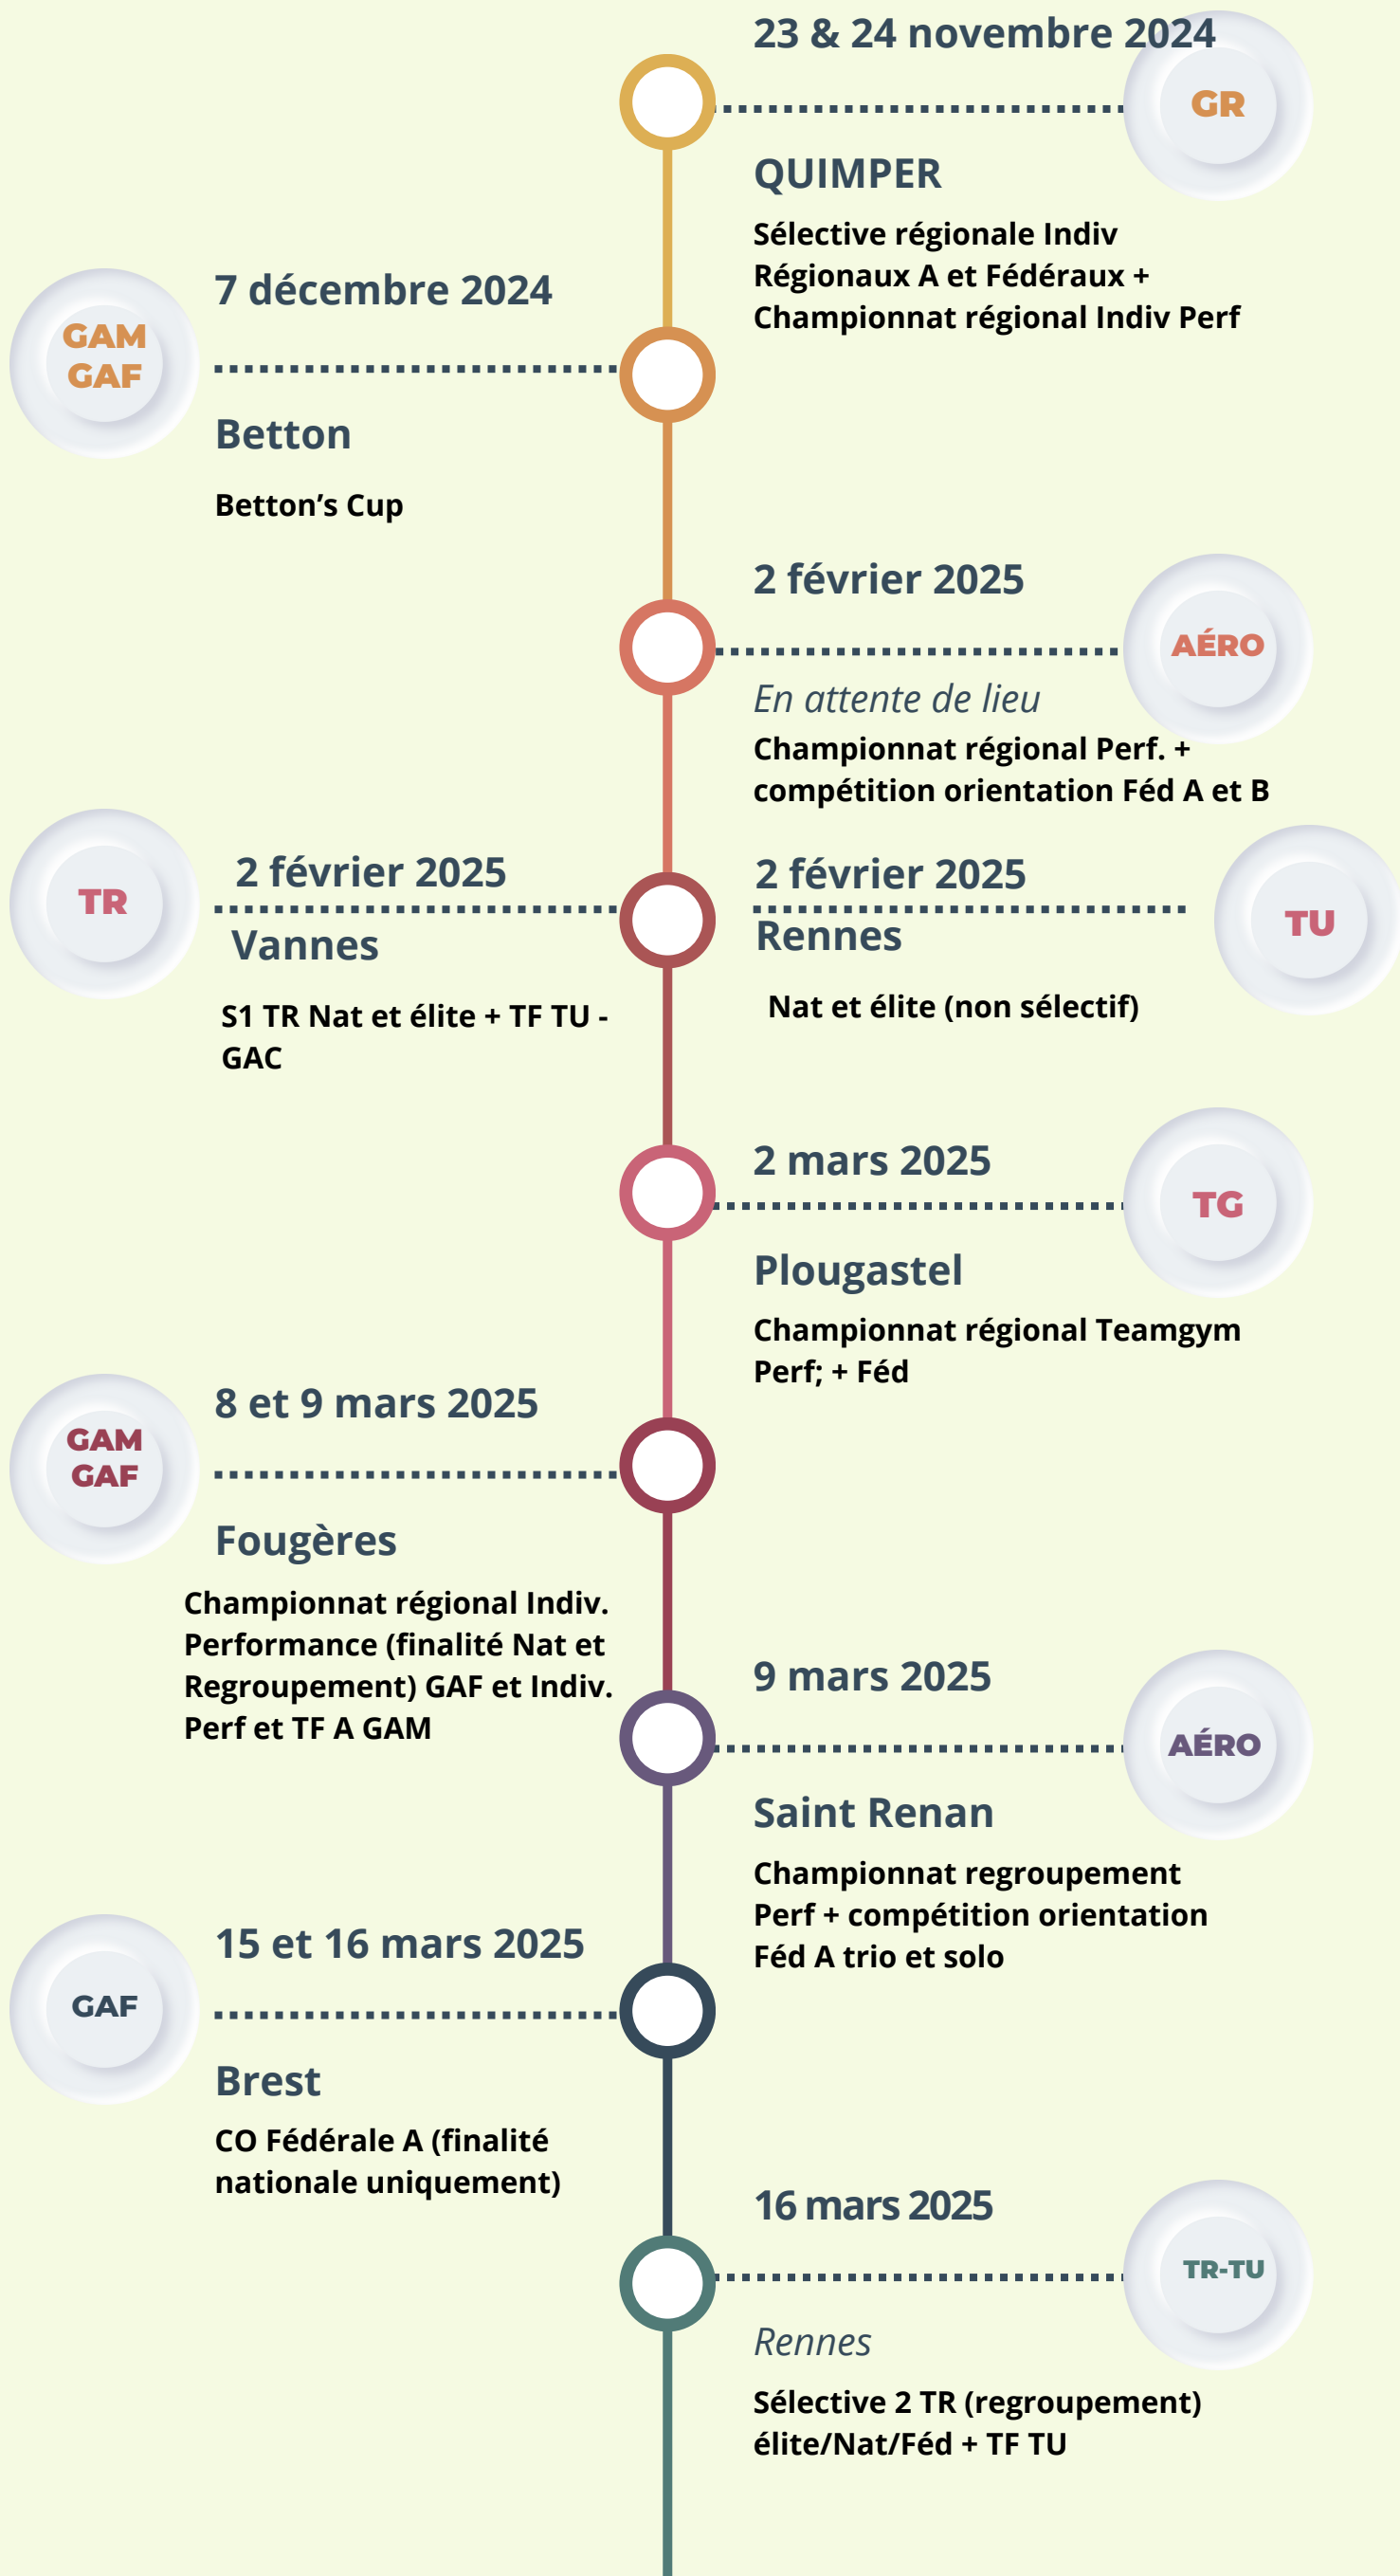 23 & 24 novembre 2024
GR
QUIMPER
Sélective régionale Indiv
Régionaux A et Fédéraux +
Championnat régional Indiv Perf
7 décembre 2024
GAM
GAF
Betton
Betton’s Cup
2 février 2025
AÉRO
En attente de lieu
Championnat régional Perf. +
compétition orientation Féd A et B
2 février 2025
TR
Vannes
S1 TR Nat et élite + TF TU -
GAC
2 février 2025
TU
Rennes
Nat et élite (non sélectif)
2 mars 2025
TG
Plougastel
Championnat régional Teamgym
Perf; + Féd
8 et 9 mars 2025
GAM
GAF
Fougères
Championnat régional Indiv.
Performance (finalité Nat et
Regroupement) GAF et Indiv.
Perf et TF A GAM
9 mars 2025
AÉRO
Saint Renan
Championnat regroupement
Perf + compétition orientation
Féd A trio et solo
15 et 16 mars 2025
GAF
Brest
CO Fédérale A (finalité
nationale uniquement)
16 mars 2025
TR-TU
Rennes
Sélective 2 TR (regroupement)
élite/Nat/Féd + TF TU